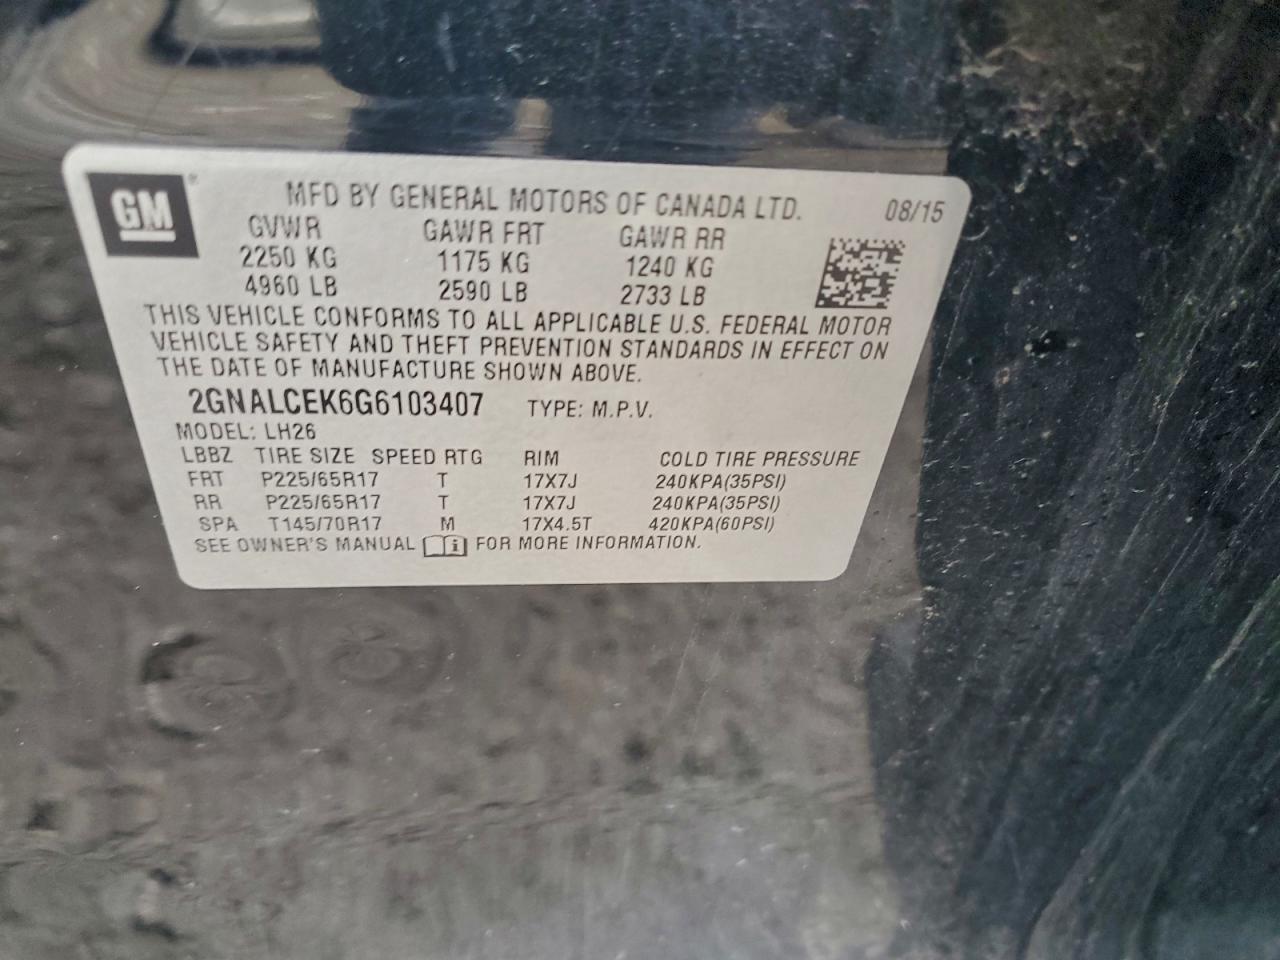 GM
MFD BY GENERAL MOTORS OF CANADA LTD. 08/15
GVWR GAWR FRT GAWR RR
2250 KG 1175 KG 1240 KG
4960 LB 2590 LB 2733 LB
THIS VEHICLE CONFORMS TO ALL APPLICABLE U.S. FEDERAL MOTOR
VEHICLE SAFETY AND THEFT PREVENTION STANDARDS IN EFFECT ON
THE DATE OF MANUFACTURE SHOWN ABOVE.
2GNALCEK6G6103407 TYPE: M.P.V.
MODEL: LH26
LBBZ TIRE SIZE SPEED RTG RIM COLD TIRE PRESSURE
FRT P225/65R17 T 17X7J 240KPA(35PSI)
RR P225/65R17 T 17X7J 240KPA(35PSI)
SPA T145/70R17 M 17X4.5T 420KPA(60PSI)
SEE OWNER'S MANUAL i FOR MORE INFORMATION.